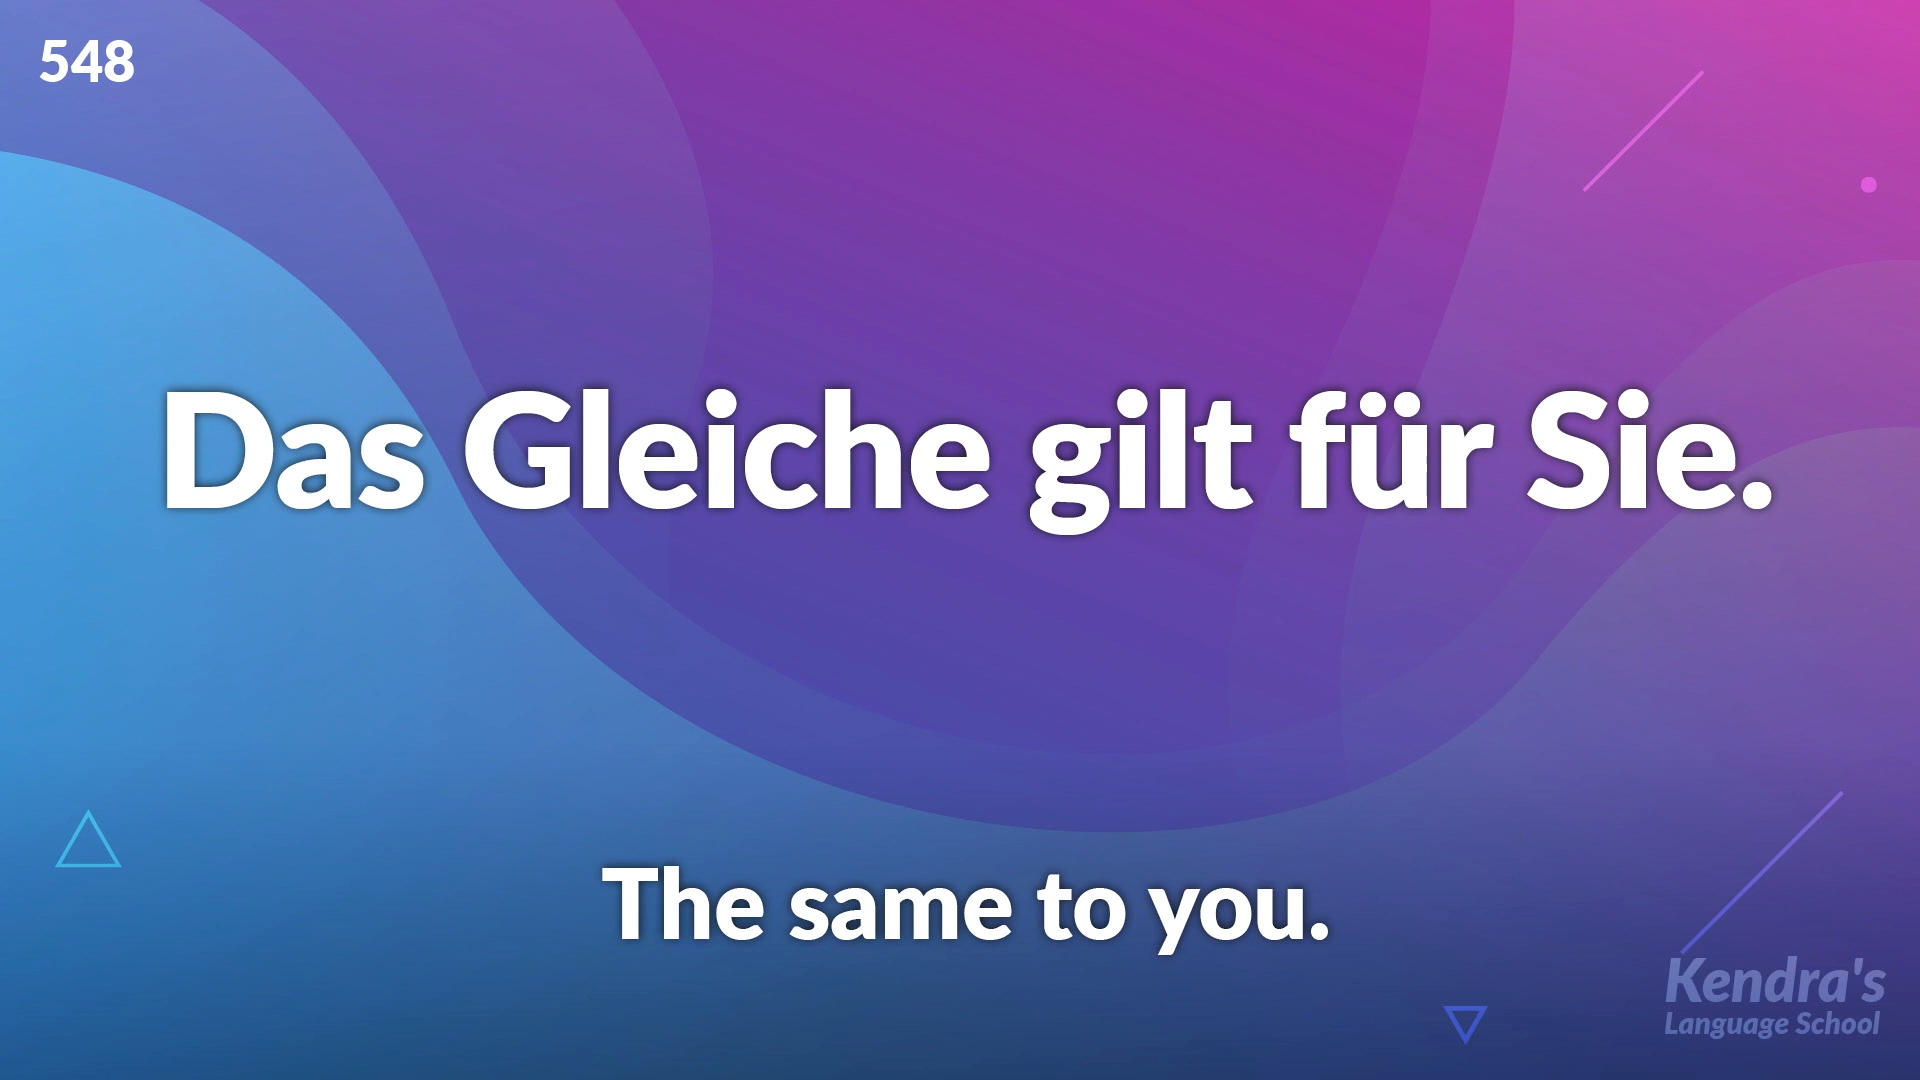 548
Das Gleiche gilt für Sie.
The same to you.
Kendra's
Language School